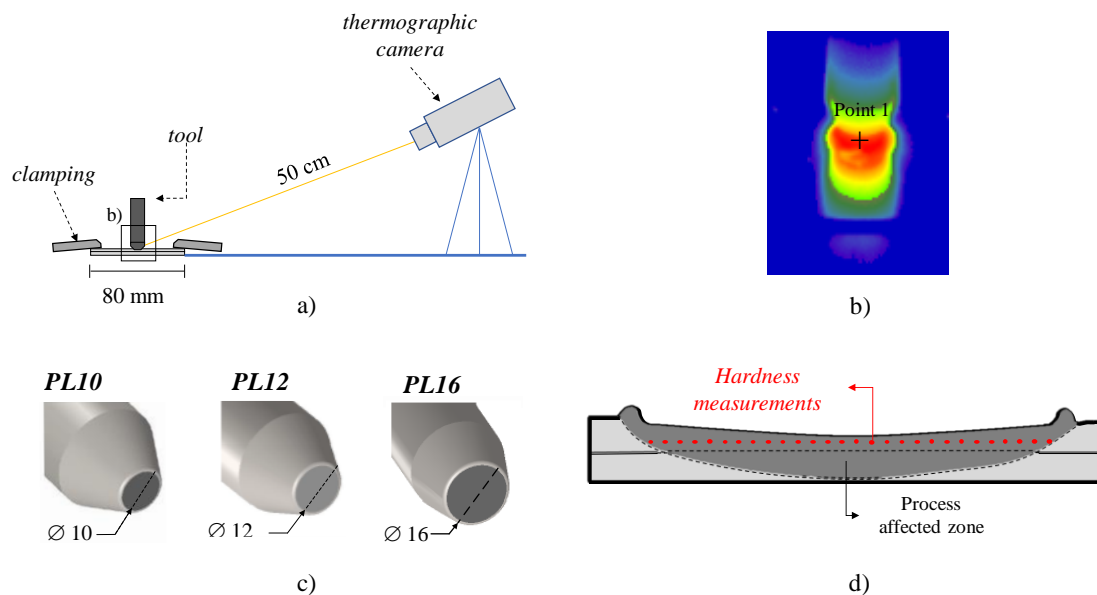 thermographic
camera
tool
clamping
50 cm
b)
80 mm
a)
Point 1
b)
PL10
PL12
PL16
∅ 10
∅ 12
∅ 16
c)
Hardness
measurements
Process
affected zone
d)